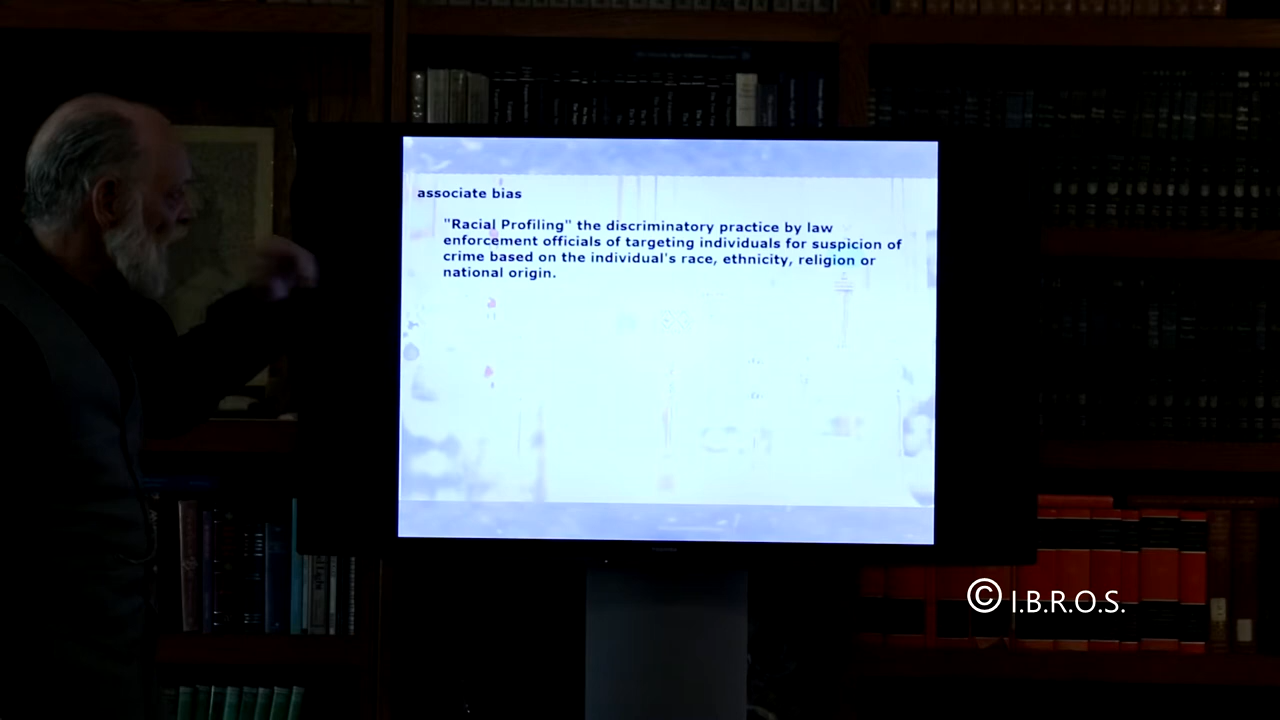 associate bias
"Racial Profiling" the discriminatory practice by law
enforcement officials of targeting individuals for suspicion of
crime based on the individual's race, ethnicity, religion or
national origin.
© I.B.R.O.S.